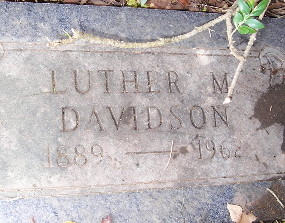 LUTHER M.
DAVIDSON
1889 — 1962